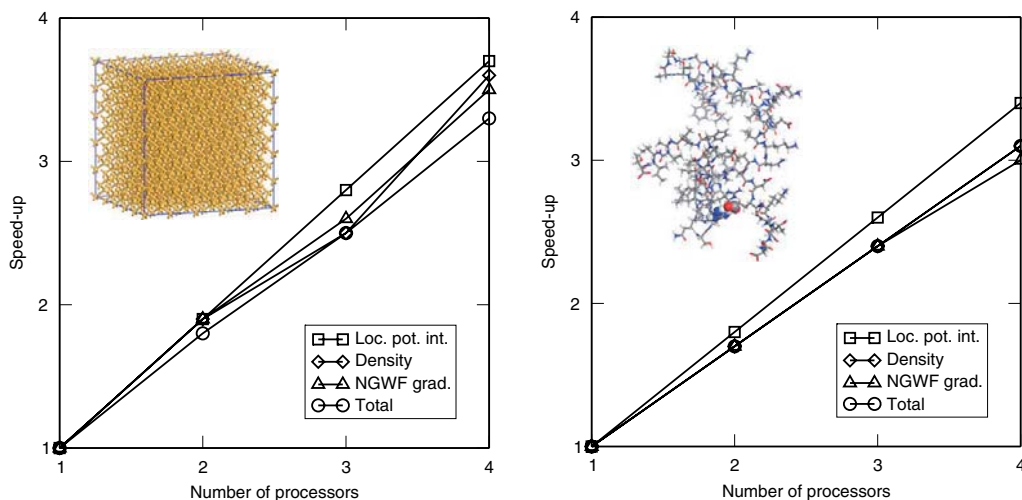 4
3
2
1
Speed-up
1
2
3
4
Number of processors
Loc. pot. int.
Density
NGWF grad.
Total
4
3
2
1
Speed-up
1
2
3
4
Number of processors
Loc. pot. int.
Density
NGWF grad.
Total